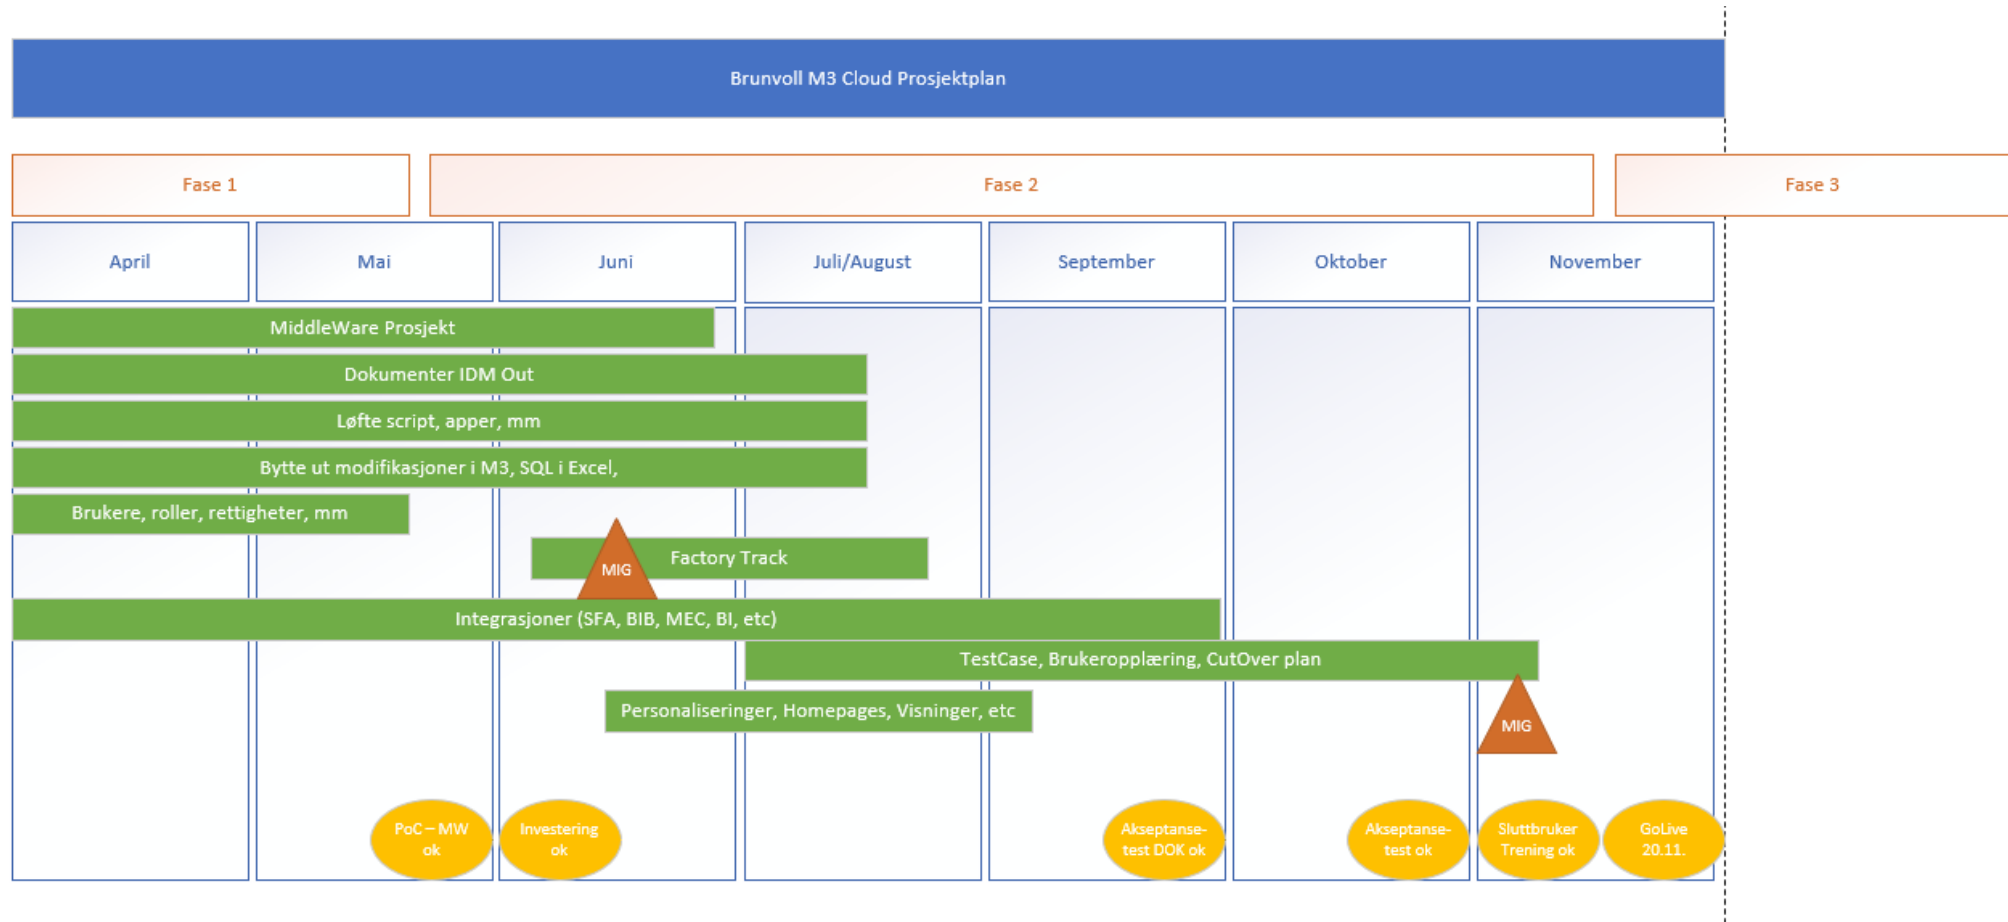 Brunvoll M3 Cloud Prosjektplan
Fase 1
Fase 2
Fase 3
April
Mai
Juni
Juli/August
September
Oktober
November
MiddleWare Prosjekt
Dokumenter IDM Out
Løfte script, apper, mm
Bytte ut modifikasjoner i M3, SQL i Excel,
Brukere, roller, rettigheter, mm
Factory Track
MIG
Integrasjoner (SFA, BIB, MEC, BI, etc)
TestCase, Brukeropplæring, CutOver plan
Personaliseringer, Homepages, Visninger, etc
MIG
PoC – MW
ok
Investering
ok
Akseptanse-
test DOK ok
Akseptanse-
test ok
Sluttbruker
Trening ok
GoLive
20.11.